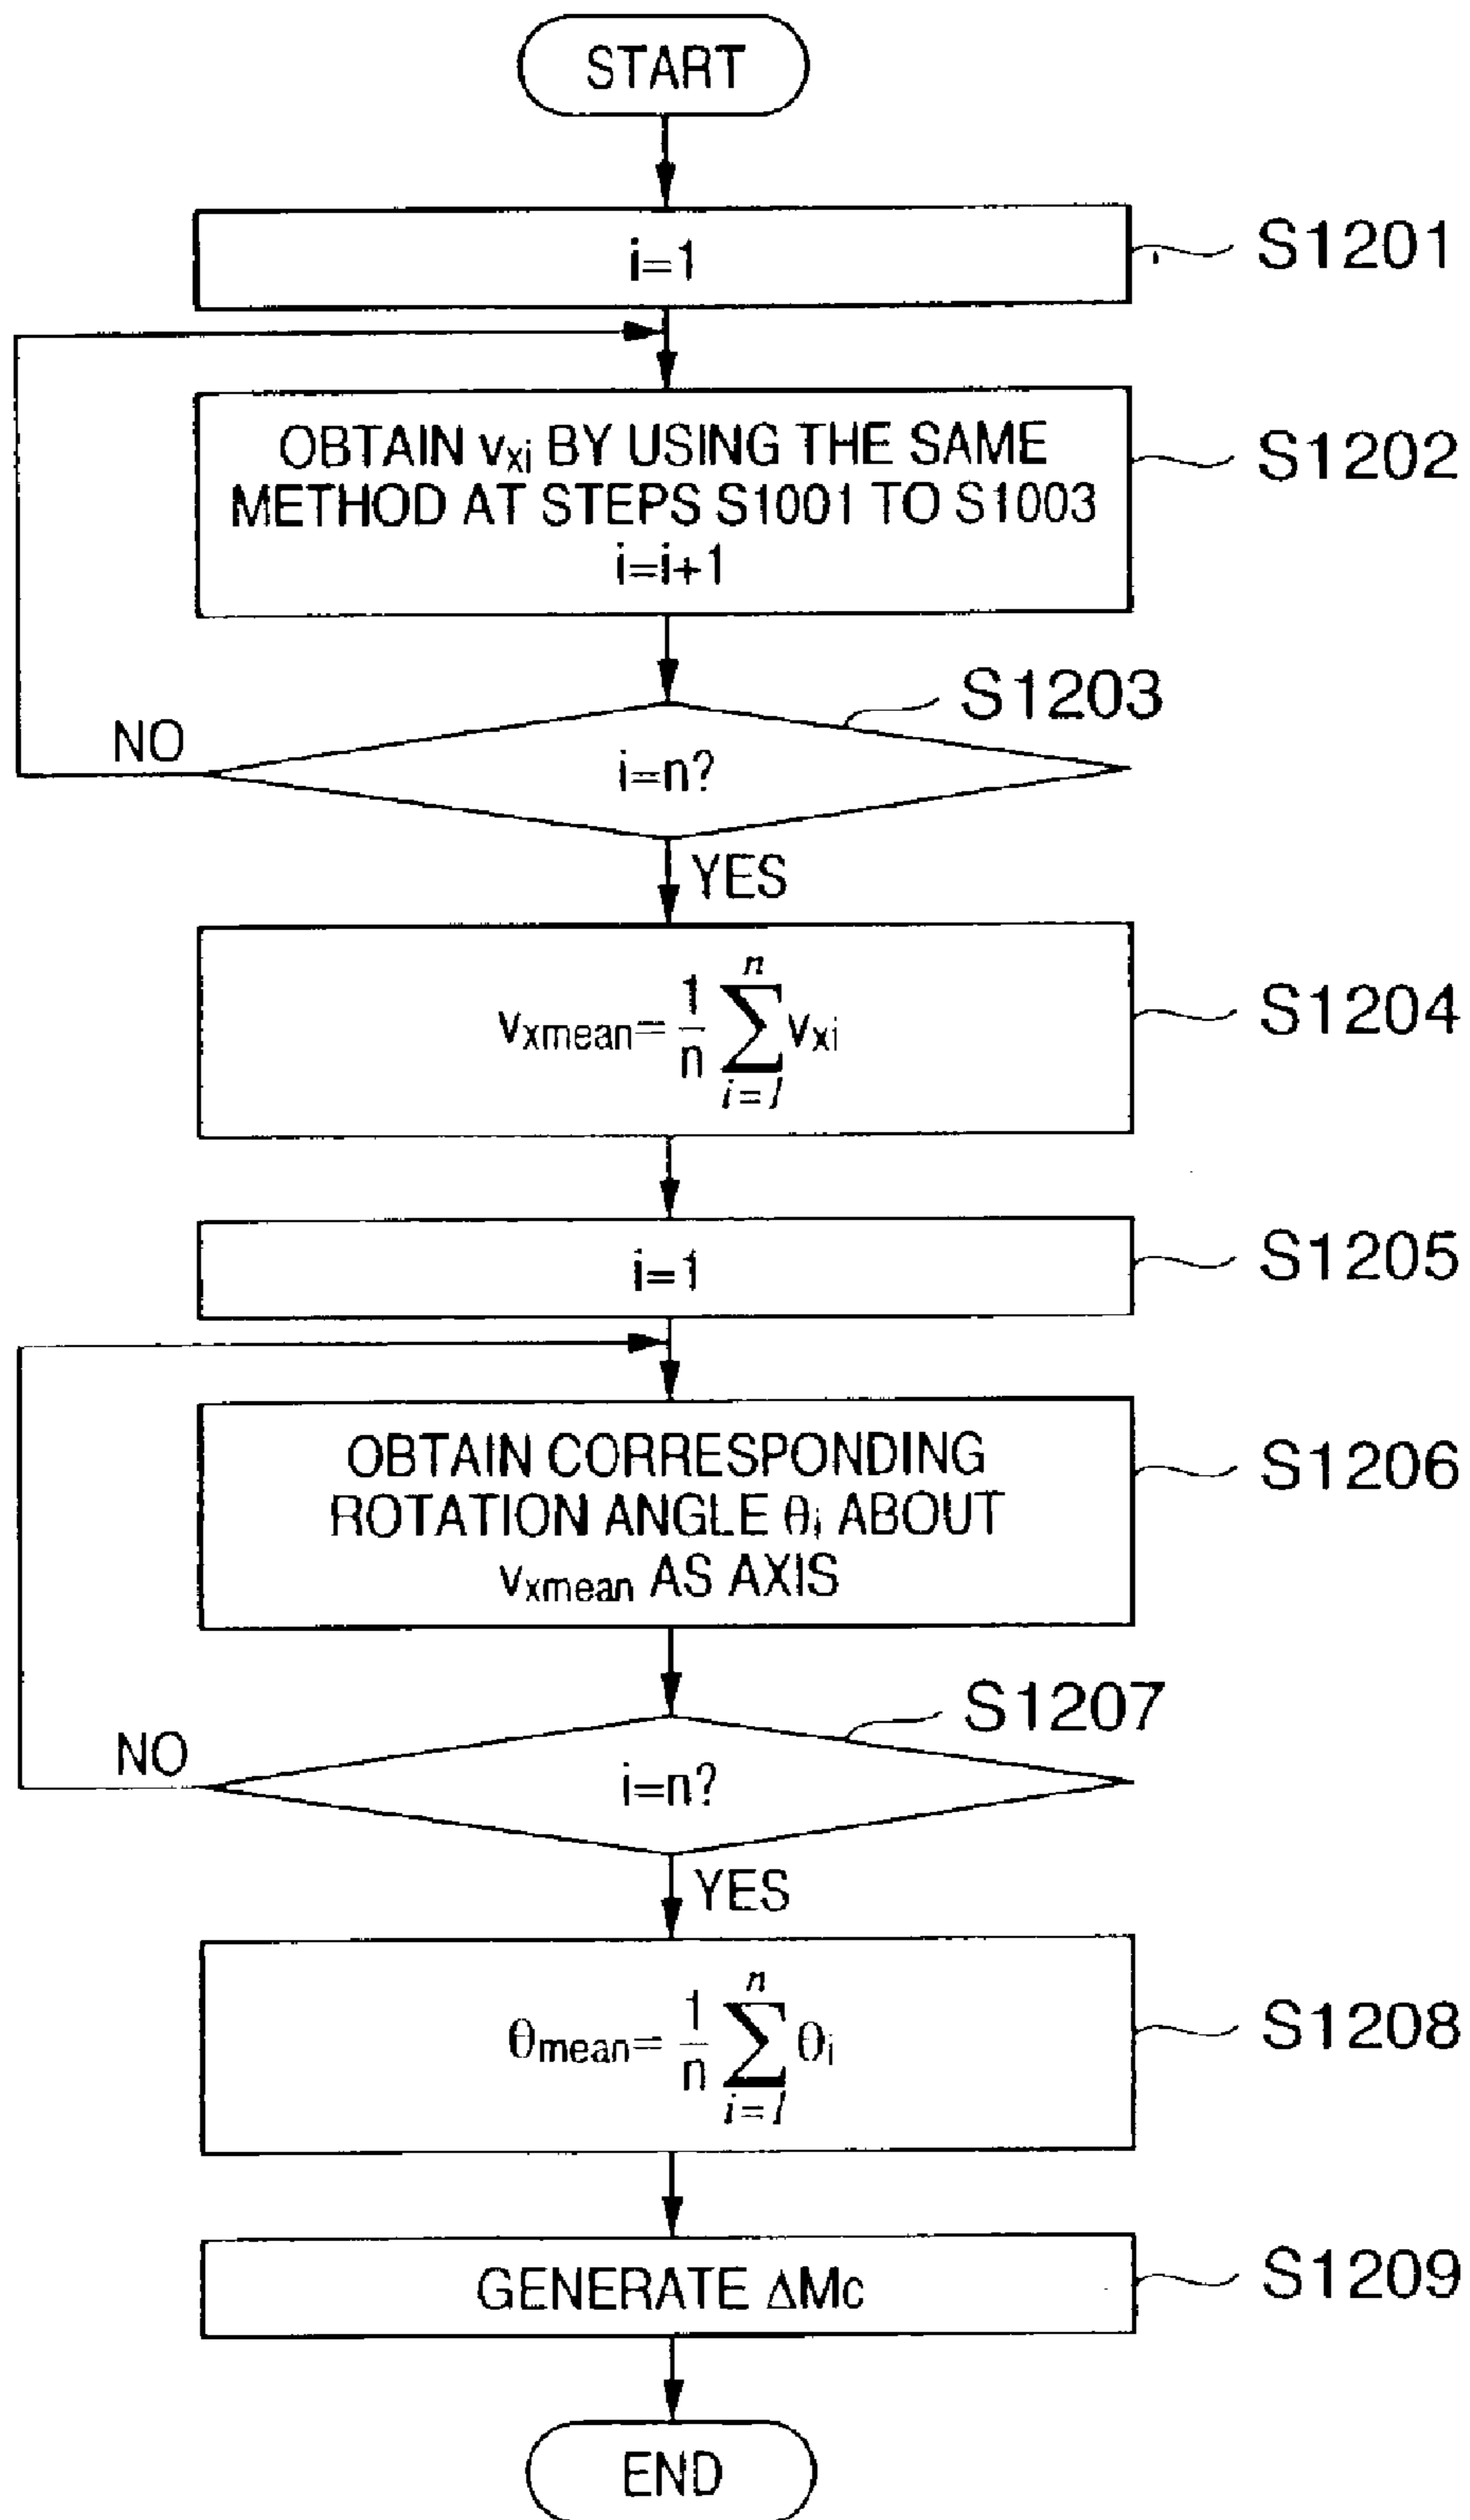 START
i=1
S1201
OBTAIN vxi BY USING THE SAME
METHOD AT STEPS S1001 TO S1003
i=i+1
S1202
S1203
NO
i=n?
YES
vxmean= 1/n Σ i=1 n vxi
S1204
i=1
S1205
OBTAIN CORRESPONDING
ROTATION ANGLE θi ABOUT
vxmean AS AXIS
S1206
S1207
NO
i=n?
YES
θmean= 1/n Σ i=1 n θi
S1208
GENERATE ΔMc
S1209
END